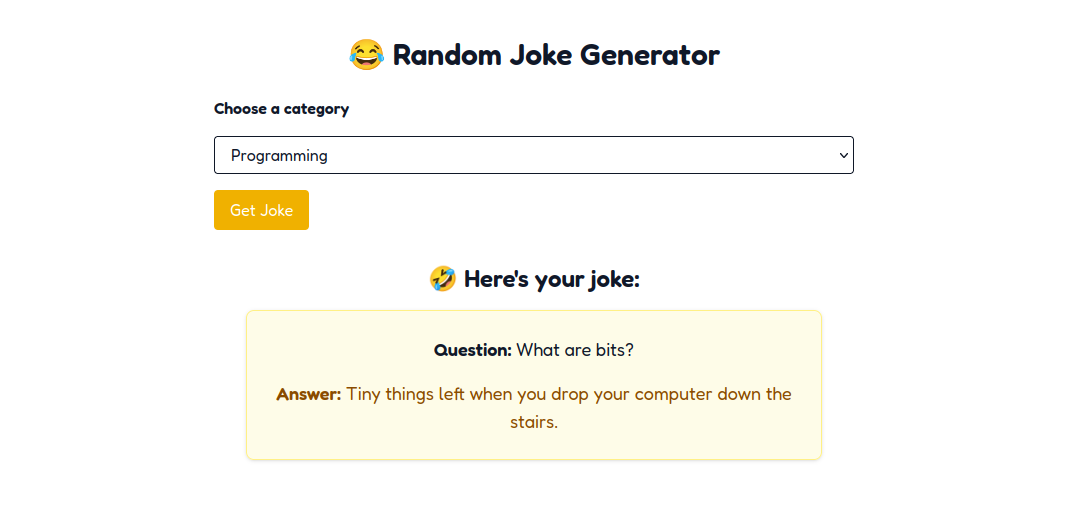 😂 Random Joke Generator
Choose a category
Programming
Get Joke
🤣 Here's your joke:
Question: What are bits?
Answer: Tiny things left when you drop your computer down the
stairs.